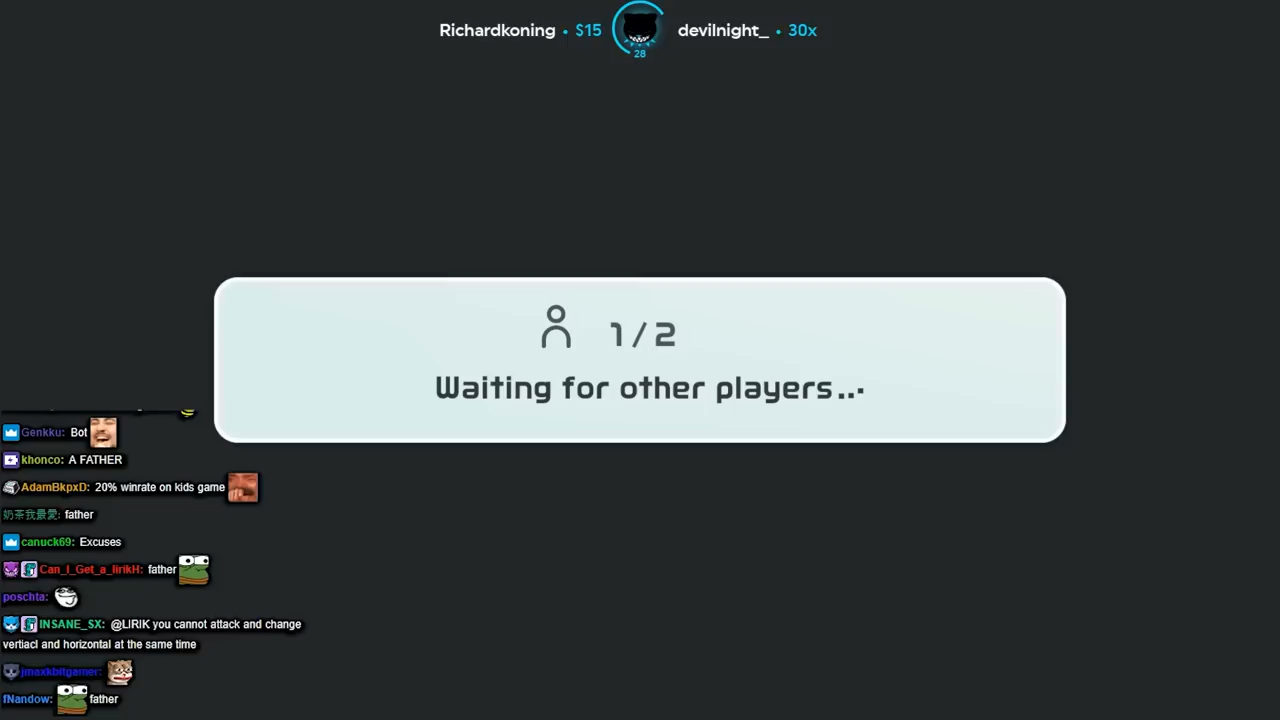 Richardkoning • $15
devilnight_ • 30x
28
1/2
Waiting for other players...
Genkku: Bot
khonco: A FATHER
AdamBkpxD: 20% winrate on kids game
奶茶我最愛: father
canuck69: Excuses
Can_I_Get_a_lirikH: father
poschta:
INSANE_SX: @LIRIK you cannot attack and change
vertiacl and horizontal at the same time
jmaxkbitgamer:
fNandow: father